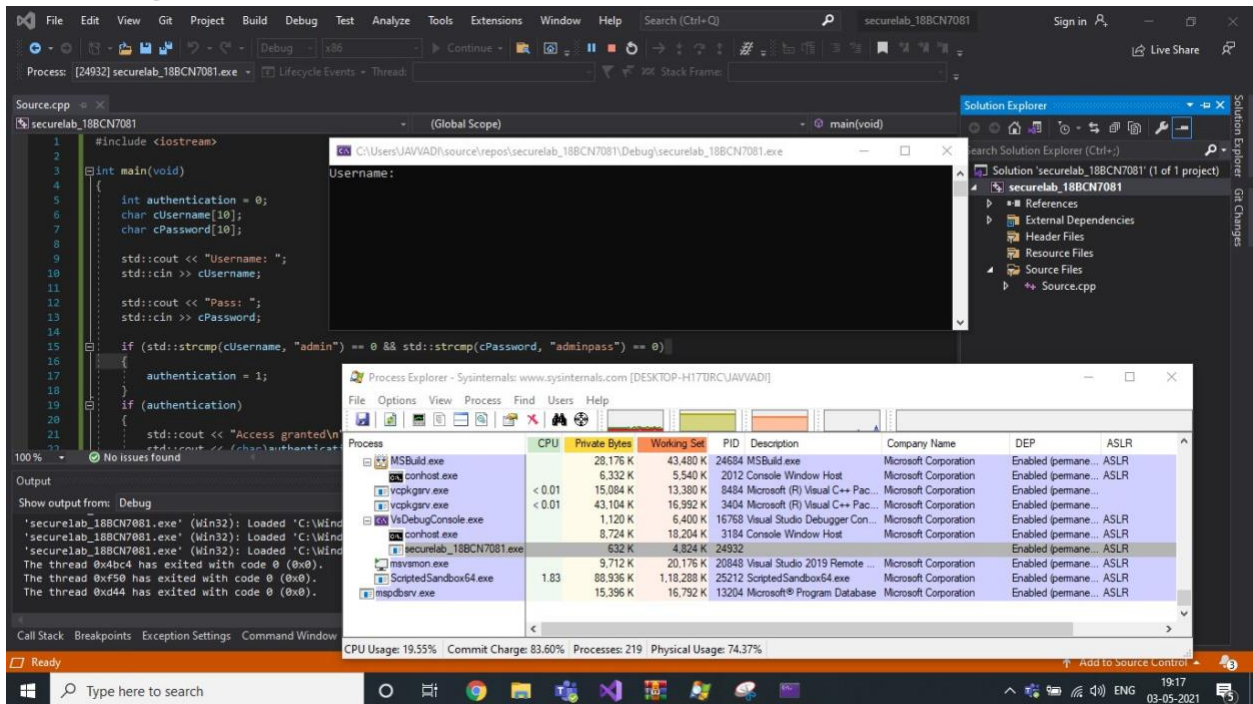 File Edit View Git Project Build Debug Test Analyze Tools Extensions Window Help Search (Ctrl+Q) securelab_18BCN7081 Sign in
Debug x86 Continue Live Share
Process: [24932] securelab_18BCN7081.exe Lifecycle Events Thread: Stack Frame:
Source.cpp
securelab_18BCN7081 (Global Scope) main(void)
1 #include <iostream>
2
3 int main(void)
4 {
5 int authentication = 0;
6 char cUsername[10];
7 char cPassword[10];
8
9 std::cout << "Username: ";
10 std::cin >> cUsername;
11
12 std::cout << "Pass: ";
13 std::cin >> cPassword;
14
15 if (std::strcmp(cUsername, "admin") == 0 && std::strcmp(cPassword, "adminpass") == 0)
16 {
17 authentication = 1;
18 }
19 if (authentication)
20 {
21 std::cout << "Access granted\n"
22 std::cout << (char)authenticati
100 % No issues found
C:\Users\JAVVADI\source\repos\securelab_18BCN7081\Debug\securelab_18BCN7081.exe
Username:
Solution Explorer
Search Solution Explorer (Ctrl+;)
Solution 'securelab_18BCN7081' (1 of 1 project)
securelab_18BCN7081
References
External Dependencies
Header Files
Resource Files
Source Files
Source.cpp
Solution Explorer
Git Changes
Output
Show output from: Debug
'securelab_18BCN7081.exe' (Win32): Loaded 'C:\Wind
'securelab_18BCN7081.exe' (Win32): Loaded 'C:\Wind
'securelab_18BCN7081.exe' (Win32): Loaded 'C:\Wind
The thread 0x4bc4 has exited with code 0 (0x0).
The thread 0xf50 has exited with code 0 (0x0).
The thread 0xd44 has exited with code 0 (0x0).
Call Stack Breakpoints Exception Settings Command Window
Process Explorer - Sysinternals: www.sysinternals.com [DESKTOP-H17TIRC\JAVVADI]
File Options View Process Find Users Help
Process CPU Private Bytes Working Set PID Description Company Name DEP ASLR
MSBuild.exe 28,176 K 43,480 K 24684 MSBuild.exe Microsoft Corporation Enabled (permane... ASLR
conhost.exe 6,332 K 5,540 K 2012 Console Window Host Microsoft Corporation Enabled (permane... ASLR
vcpkgsrv.exe < 0.01 15,084 K 13,380 K 8484 Microsoft (R) Visual C++ Pac... Microsoft Corporation Enabled (permane...
vcpkgsrv.exe < 0.01 43,104 K 16,992 K 3404 Microsoft (R) Visual C++ Pac... Microsoft Corporation Enabled (permane...
VsDebugConsole.exe 1,120 K 6,400 K 16768 Visual Studio Debugger Con... Microsoft Corporation Enabled (permane... ASLR
conhost.exe 8,724 K 18,204 K 3184 Console Window Host Microsoft Corporation Enabled (permane... ASLR
securelab_18BCN7081.exe 632 K 4,824 K 24932 Enabled (permane... ASLR
msvsmon.exe 9,712 K 20,176 K 20848 Visual Studio 2019 Remote ... Microsoft Corporation Enabled (permane... ASLR
ScriptedSandbox64.exe 1.83 88,936 K 1,18,288 K 25212 ScriptedSandbox64.exe Microsoft Corporation Enabled (permane... ASLR
mspdbsrv.exe 15,396 K 16,792 K 13204 Microsoft® Program Database Microsoft Corporation Enabled (permane... ASLR
CPU Usage: 19.55% Commit Charge: 83.60% Processes: 219 Physical Usage: 74.37%
Ready Add to Source Control 3
Type here to search ENG 19:17
03-05-2021 5